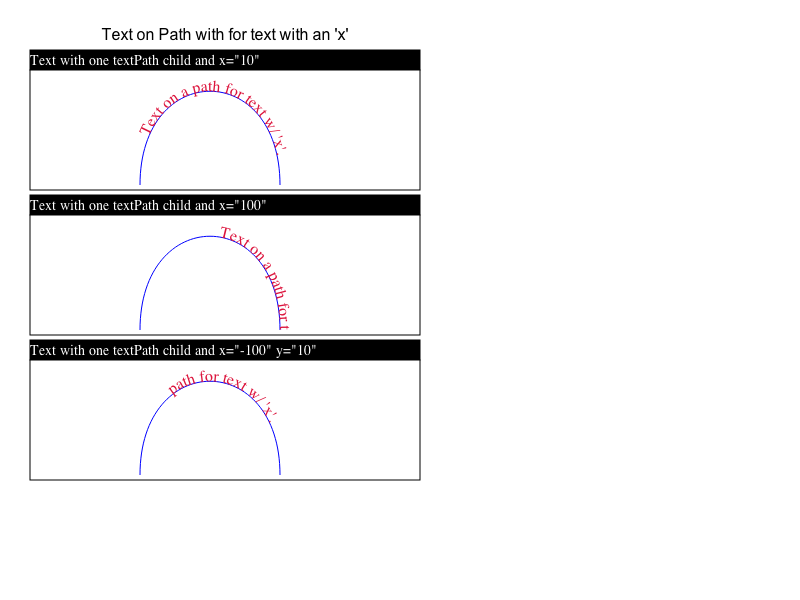 Text on Path with for text with an 'x'
Text with one textPath child and x="10"
Text on a path for text w/ 'x'.
Text with one textPath child and x="100"
Text on a path for t
Text with one textPath child and x="-100" y="10"
path for text w/ 'x'.